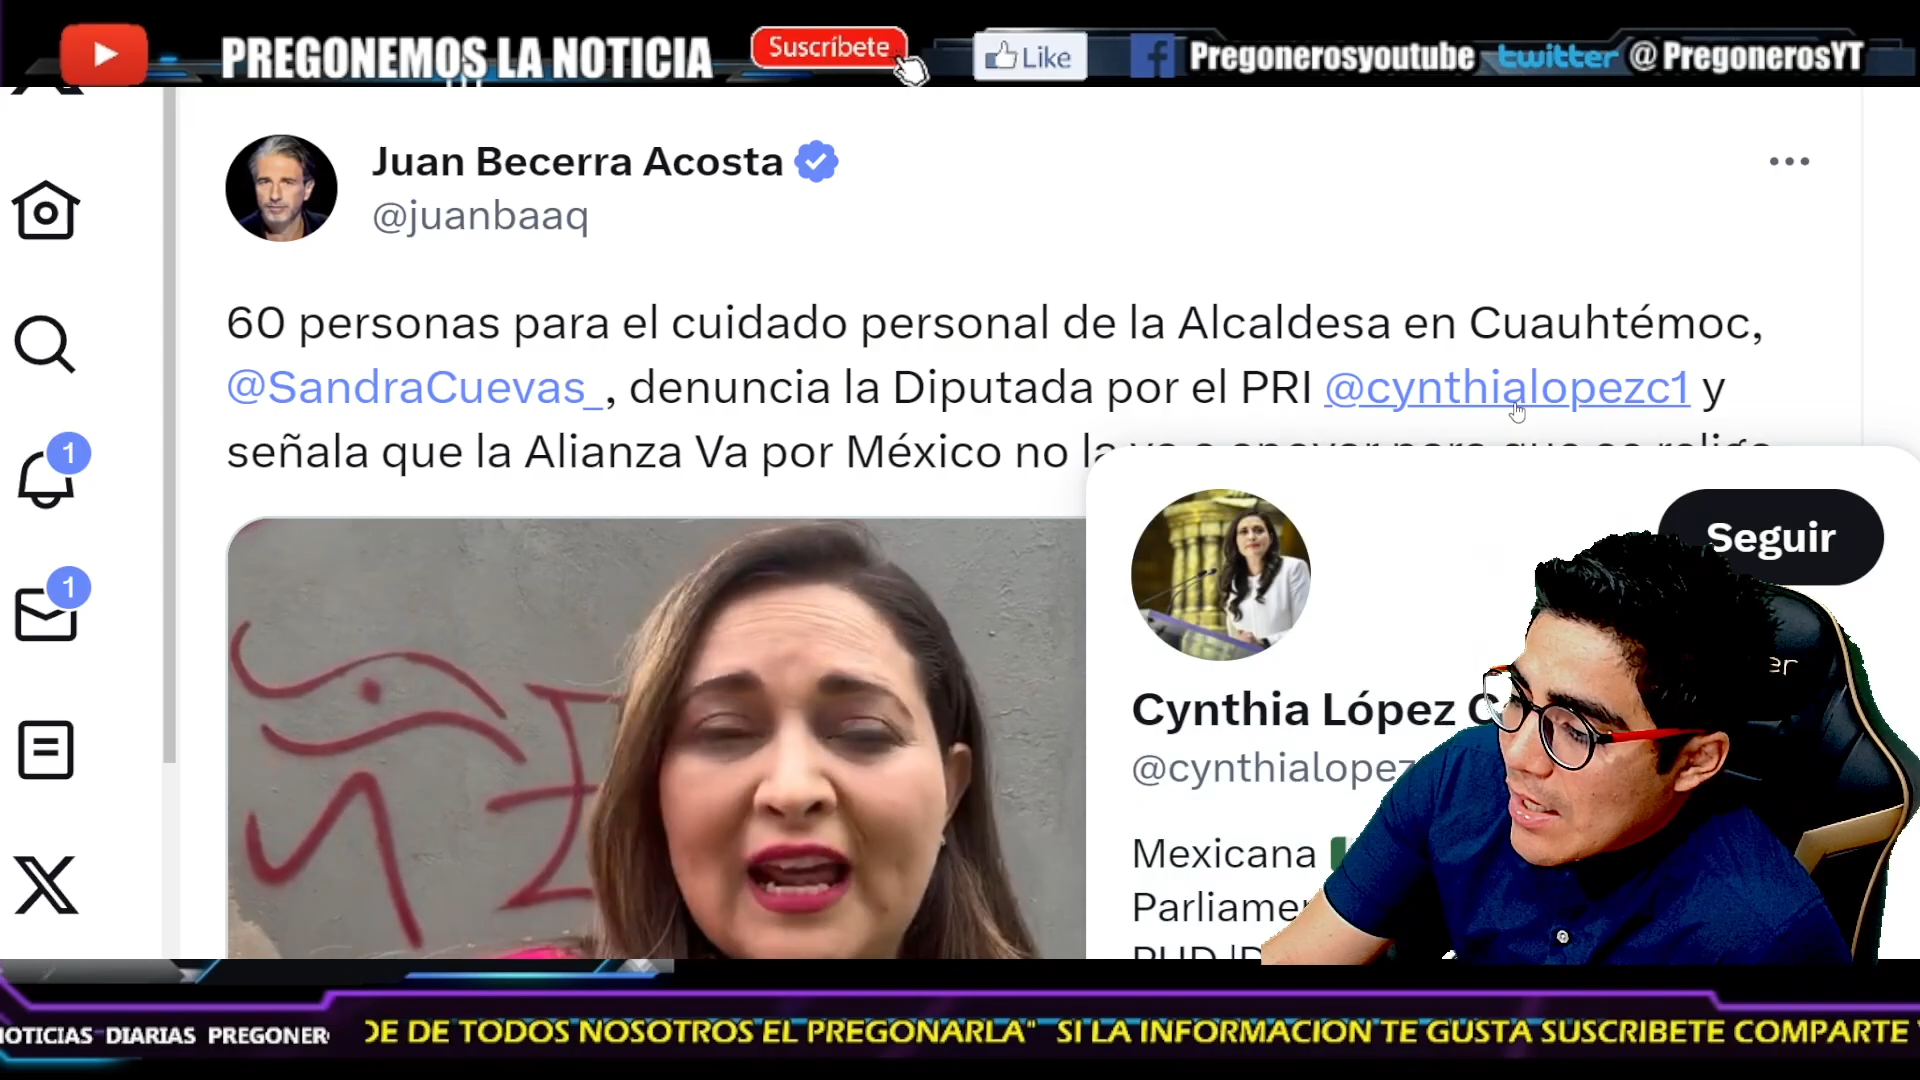 PREGONEMOS LA NOTICIA
Suscríbete
Like
Pregonerosyoutube
twitter @PregonerosYT
Juan Becerra Acosta
@juanbaaq
60 personas para el cuidado personal de la Alcaldesa en Cuauhtémoc,
@SandraCuevas_, denuncia la Diputada por el PRI @cynthialopezc1 y
señala que la Alianza Va por México no la
1
1
Seguir
Cynthia López C
@cynthialopez
Mexicana
Parliame
NOTICIAS DIARIAS PREGONER
DE DE TODOS NOSOTROS EL PREGONARLA" SI LA INFORMACION TE GUSTA SUSCRIBETE COMPARTE